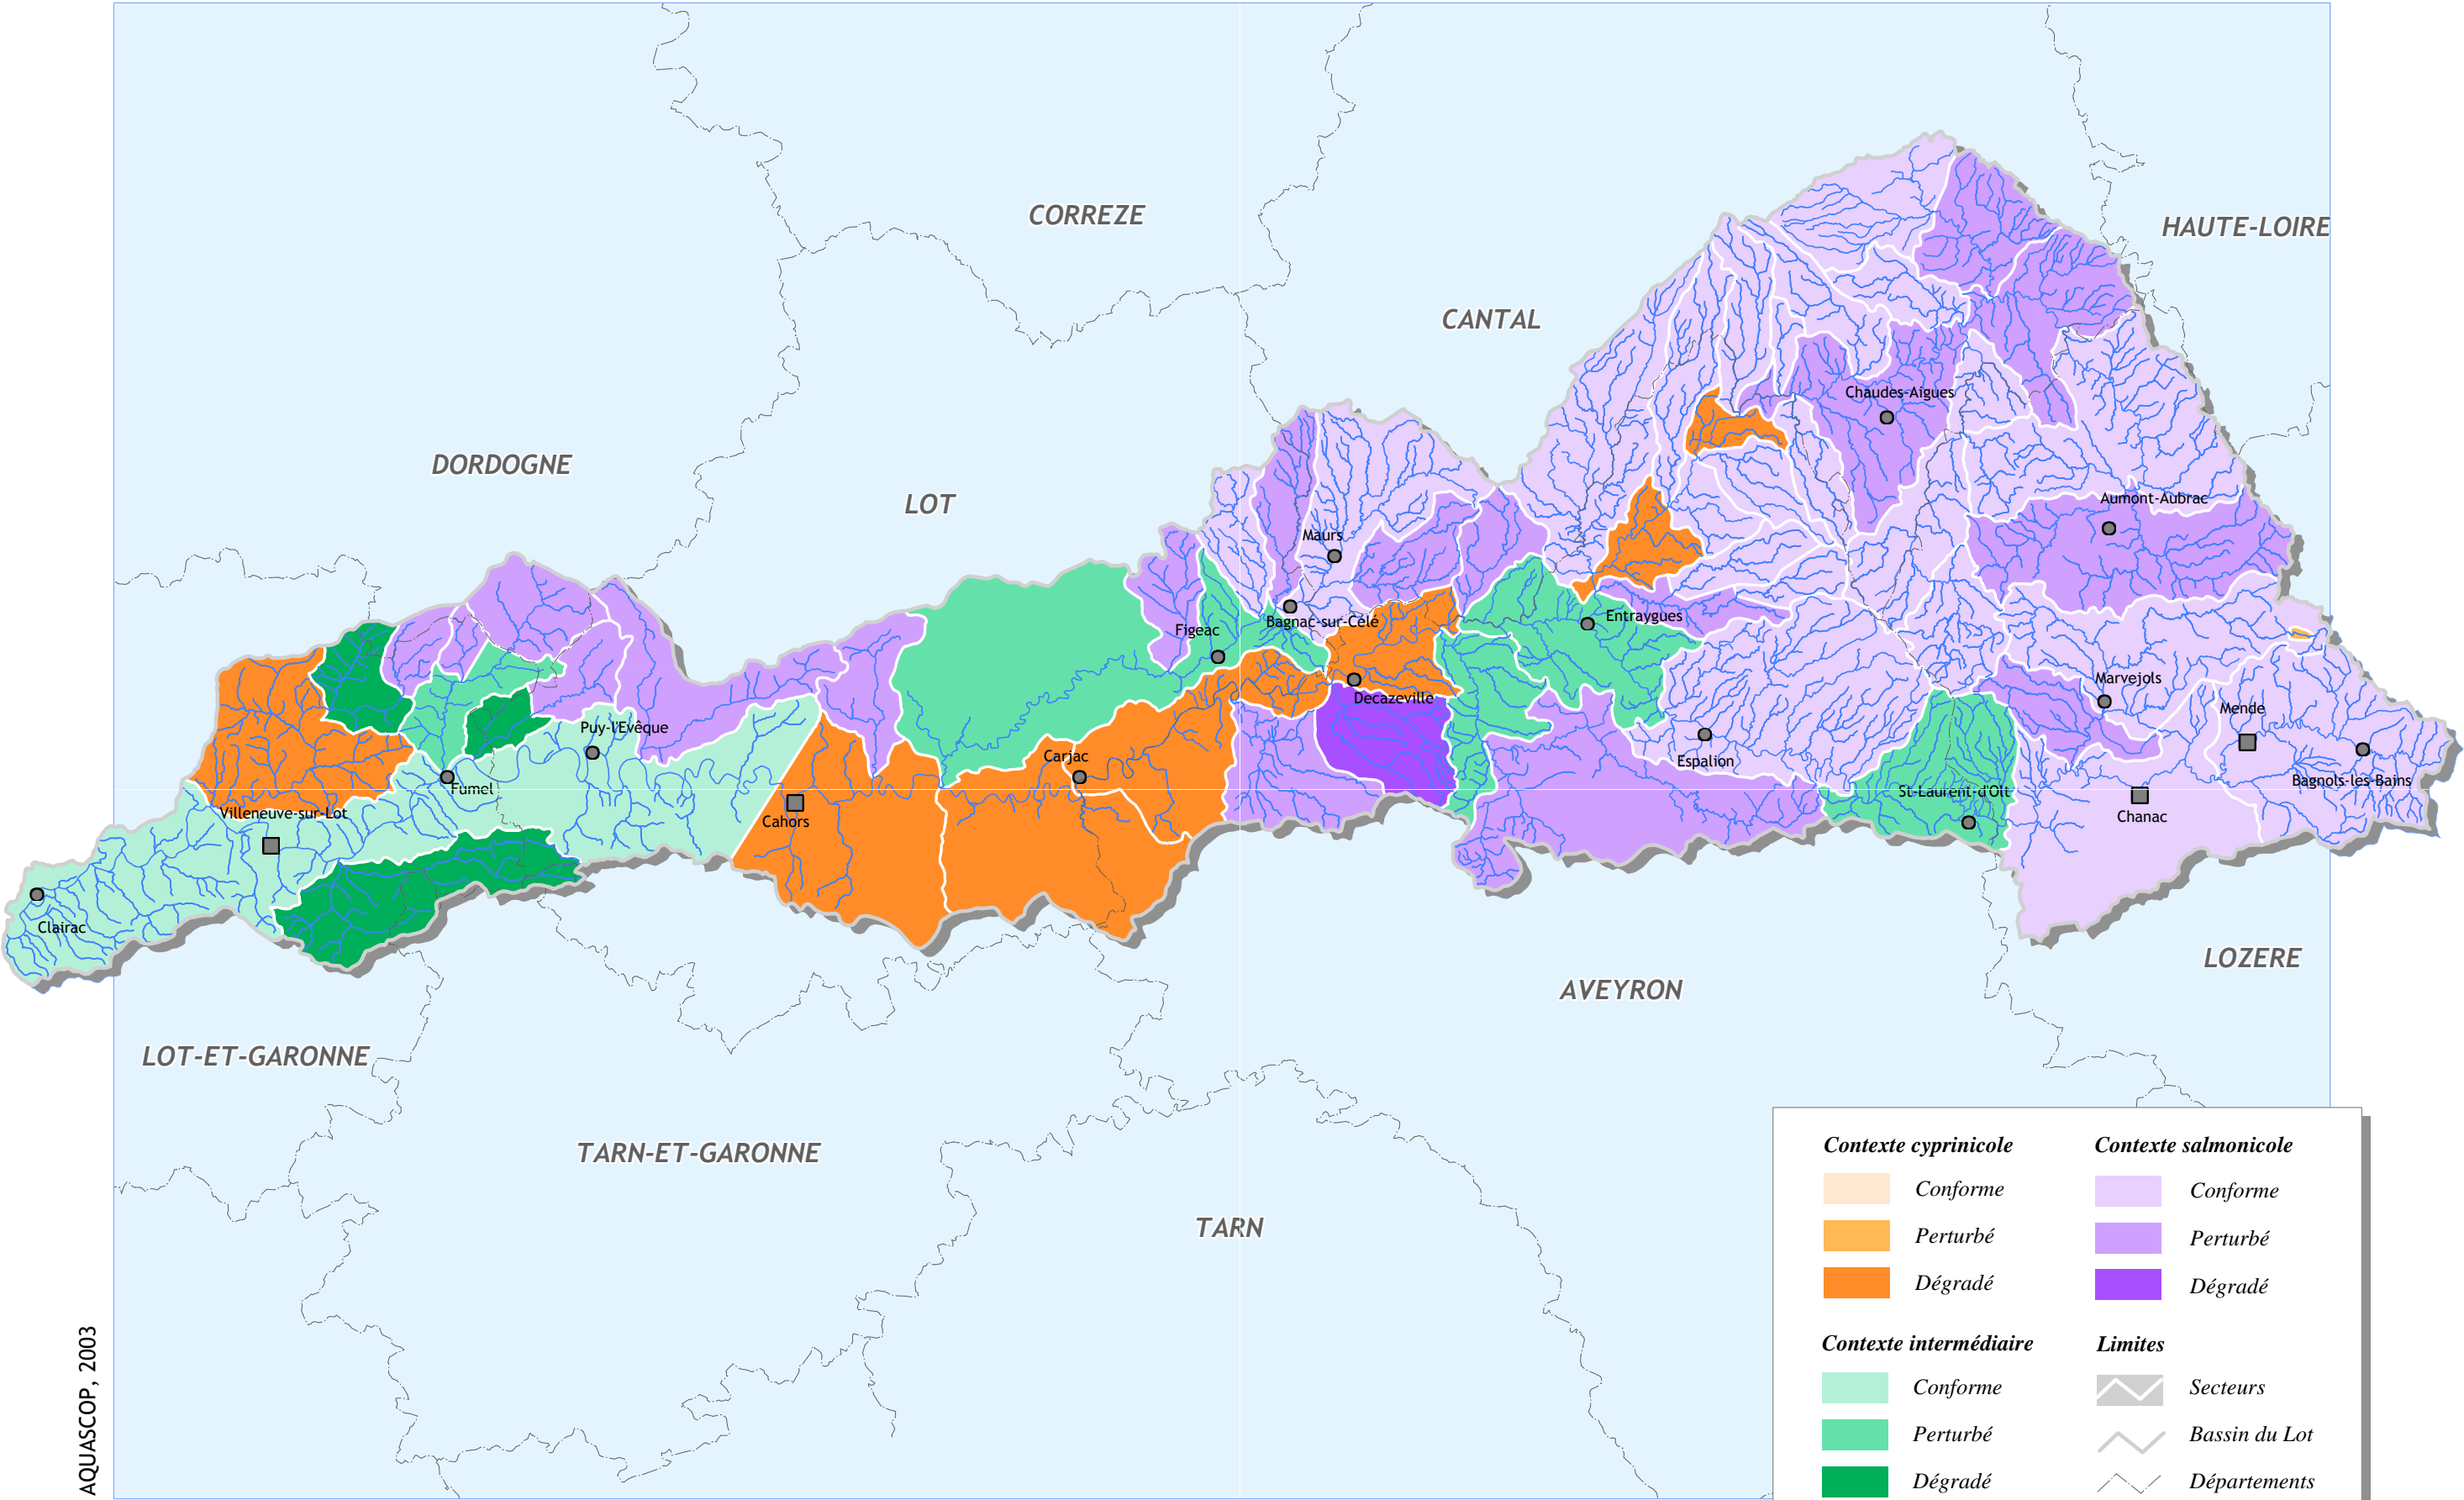 CORREZE
HAUTE-LOIRE
CANTAL
DORDOGNE
LOT
Chaudes-Aigues
Aumont-Aubrac
Maurs
Bagnac-sur-Célé
Entraygues
Figeac
Decazeville
Marvejols
Mende
Puy-l'Evêque
Carjac
Espalion
Bagnols-les-Bains
Fumel
St-Laurent-d'Olt
Villeneuve-sur-Lot
Cahors
Chanac
Clairac
LOZERE
AVEYRON
LOT-ET-GARONNE
TARN-ET-GARONNE
TARN
AQUASCOP, 2003
Contexte cyprinicole
Conforme
Perturbé
Dégradé
Contexte salmonicole
Conforme
Perturbé
Dégradé
Contexte intermédiaire
Conforme
Perturbé
Dégradé
Limites
Secteurs
Bassin du Lot
Départements